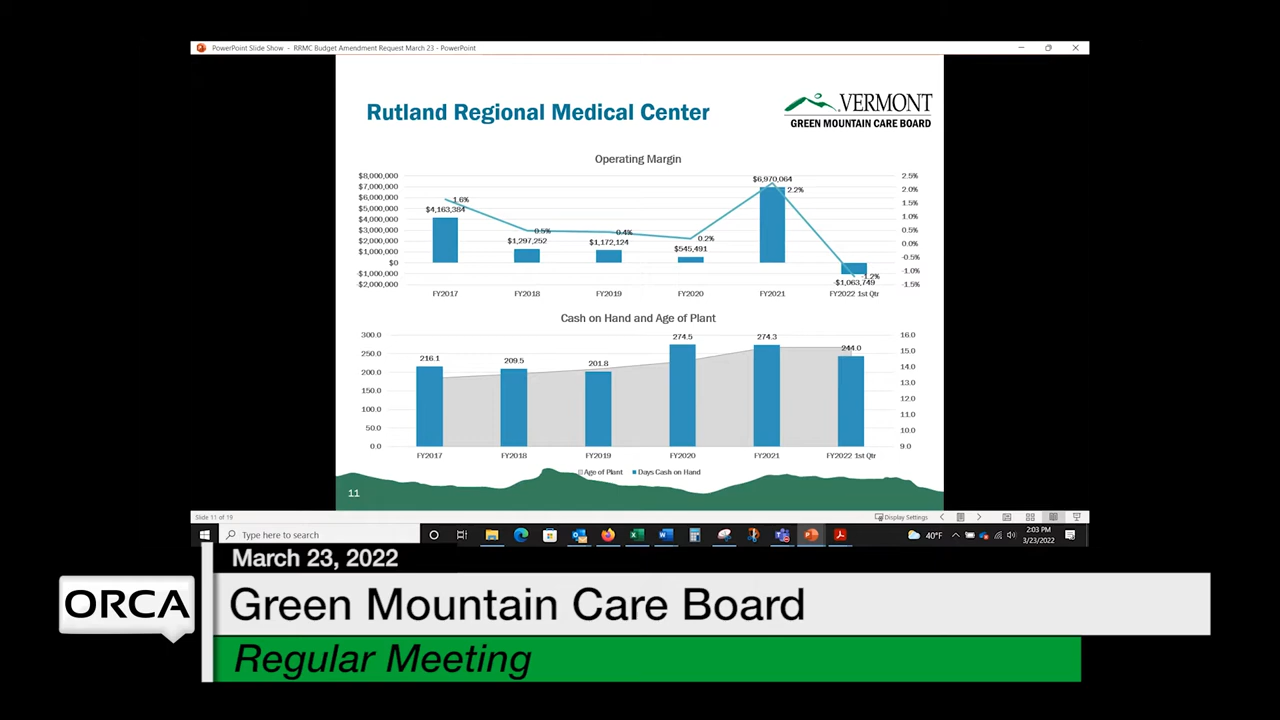 PowerPoint Slide Show - RRMC Budget Amendment Request March 23 - PowerPoint
Rutland Regional Medical Center
VERMONT
GREEN MOUNTAIN CARE BOARD
Operating Margin
$8,000,000
$7,000,000
$6,000,000
$5,000,000
$4,000,000
$3,000,000
$2,000,000
$1,000,000
$0
-$1,000,000
-$2,000,000
2.5%
2.0%
1.5%
1.0%
0.5%
0.0%
-0.5%
-1.0%
-1.5%
1.6%
$4,163,384
0.5%
$1,297,252
0.4%
$1,172,124
0.2%
$545,491
$6,970,064
2.2%
-1.2%
-$1,063,749
FY2017 FY2018 FY2019 FY2020 FY2021 FY2022 1st Qtr
Cash on Hand and Age of Plant
300.0
250.0
200.0
150.0
100.0
50.0
0.0
16.0
15.0
14.0
13.0
12.0
11.0
10.0
9.0
216.1 209.5 201.8 274.5 274.3 244.0
FY2017 FY2018 FY2019 FY2020 FY2021 FY2022 1st Qtr
Age of Plant Days Cash on Hand
11
Slide 11 of 19
Display Settings
Type here to search
40°F
2:03 PM
3/23/2022
March 23, 2022
ORCA
Green Mountain Care Board
Regular Meeting